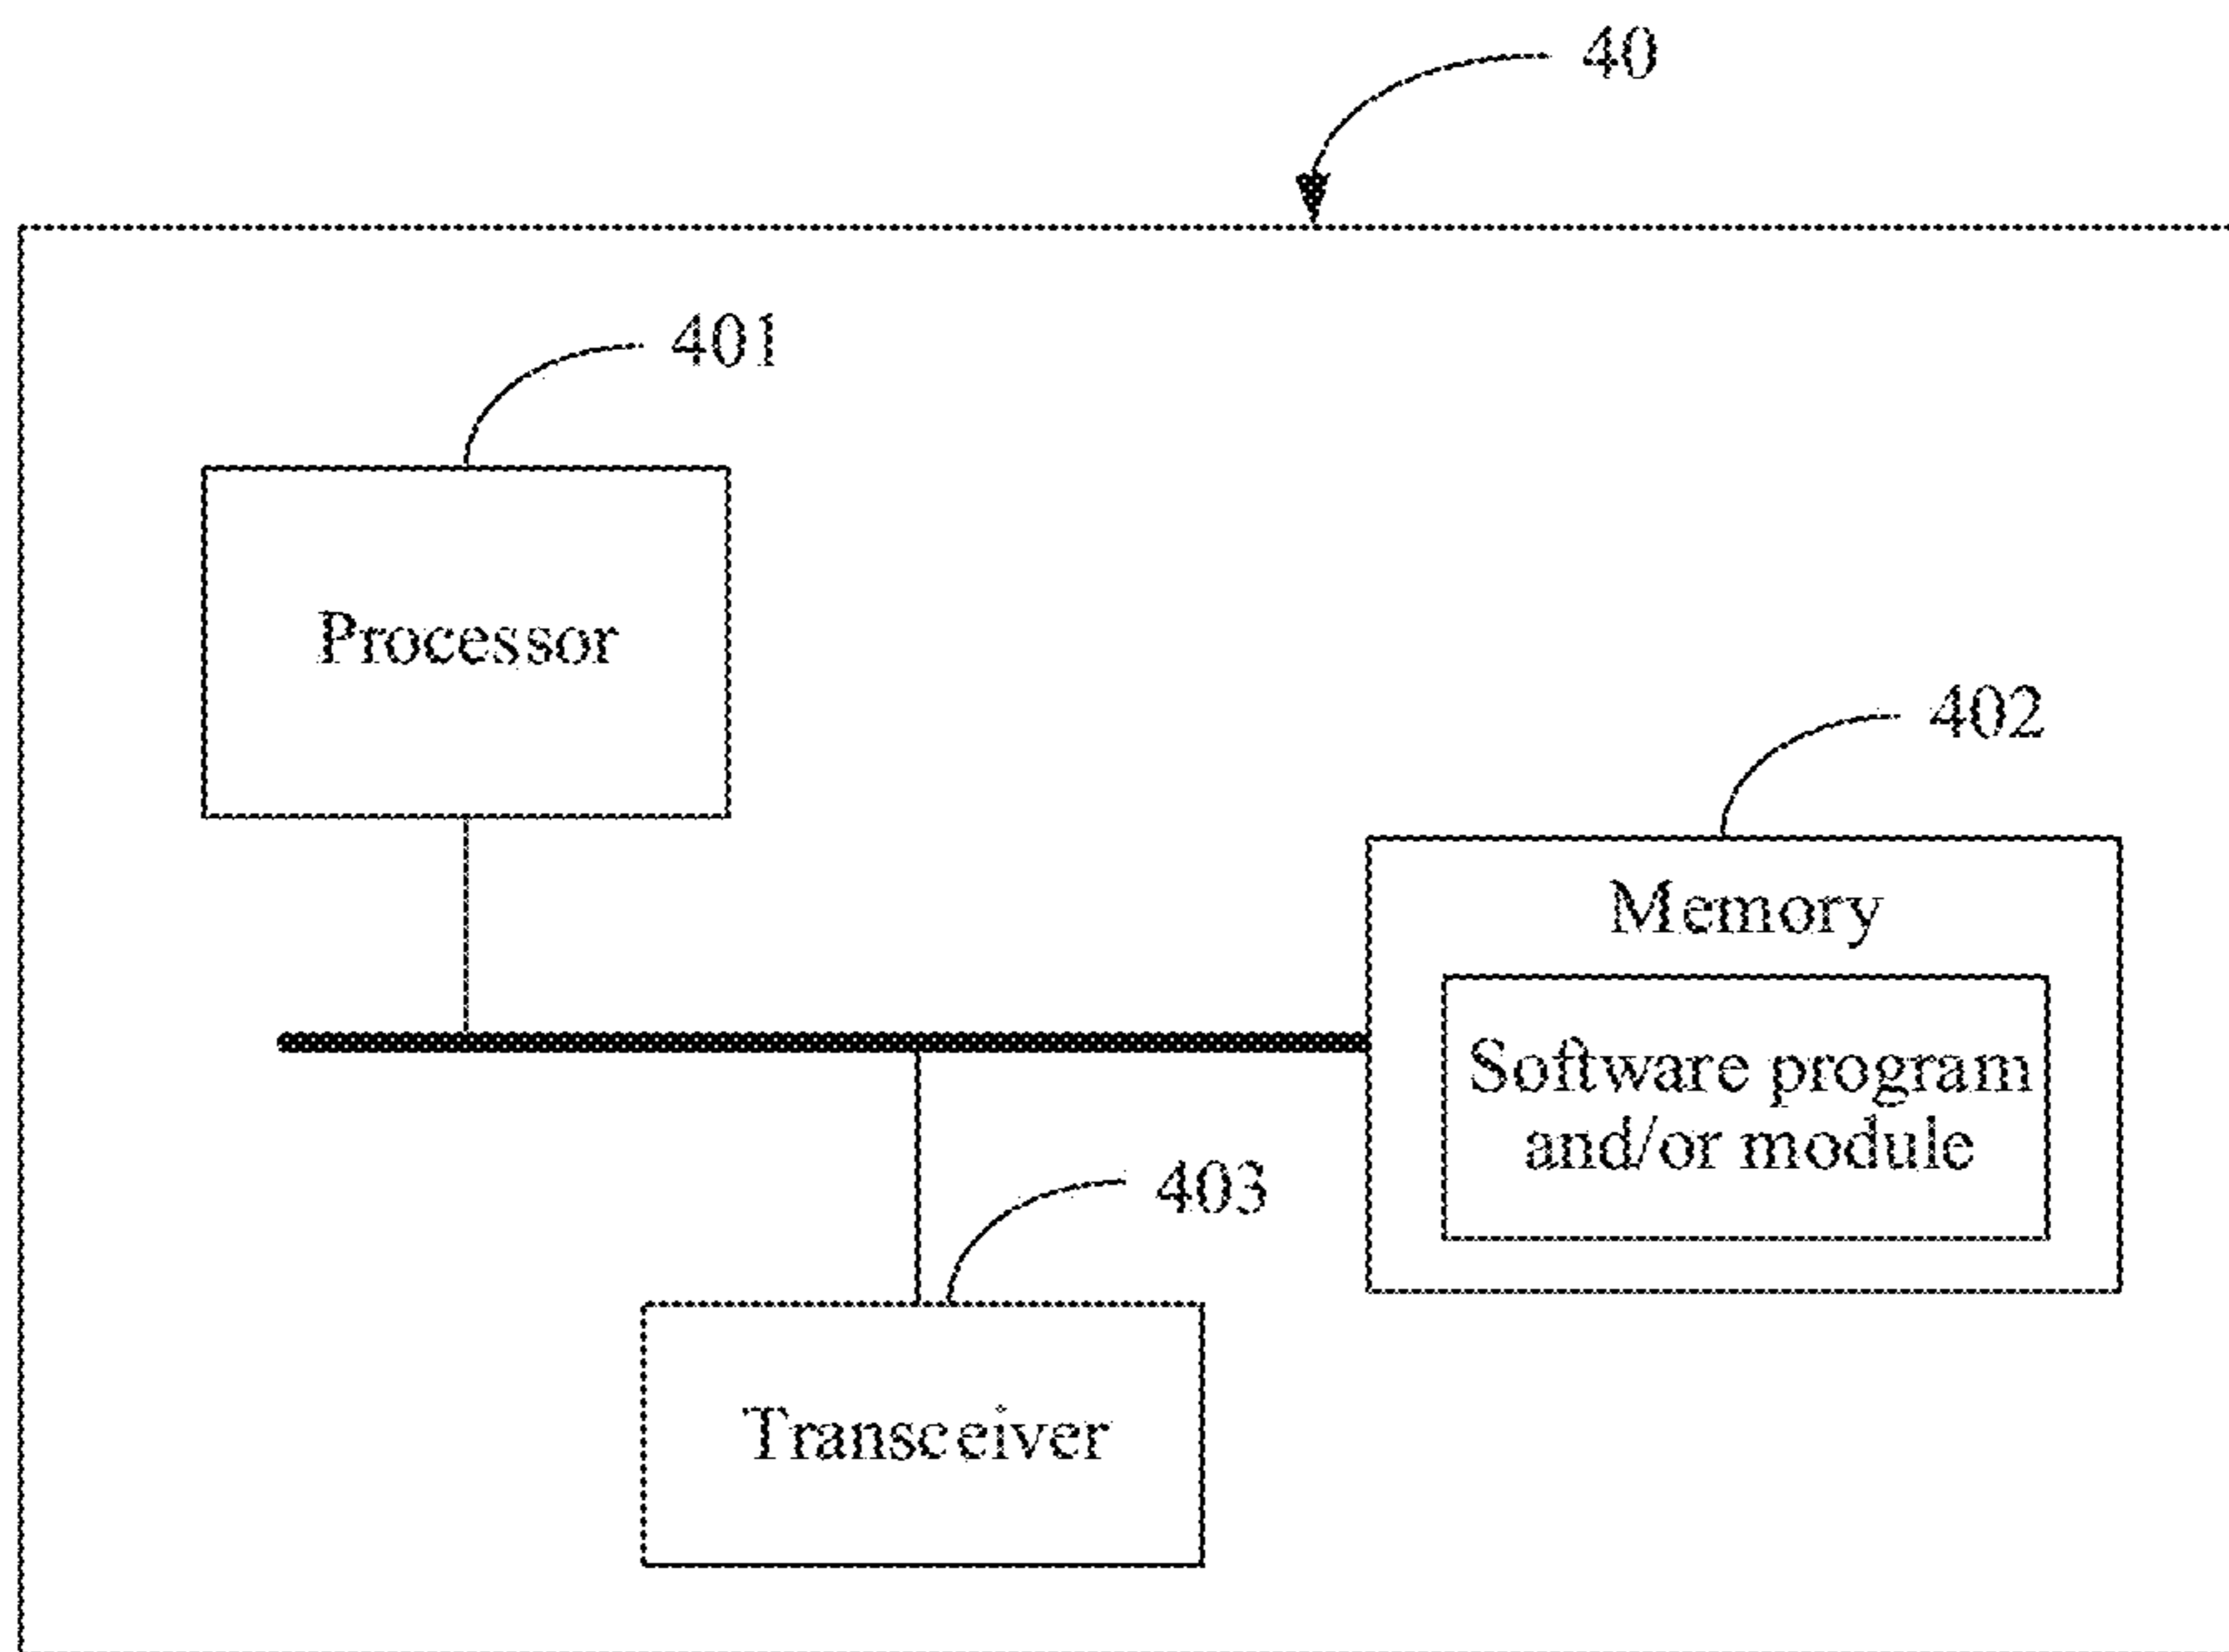 40
401
Processor
402
Memory
Software program
and/or module
403
Transceiver